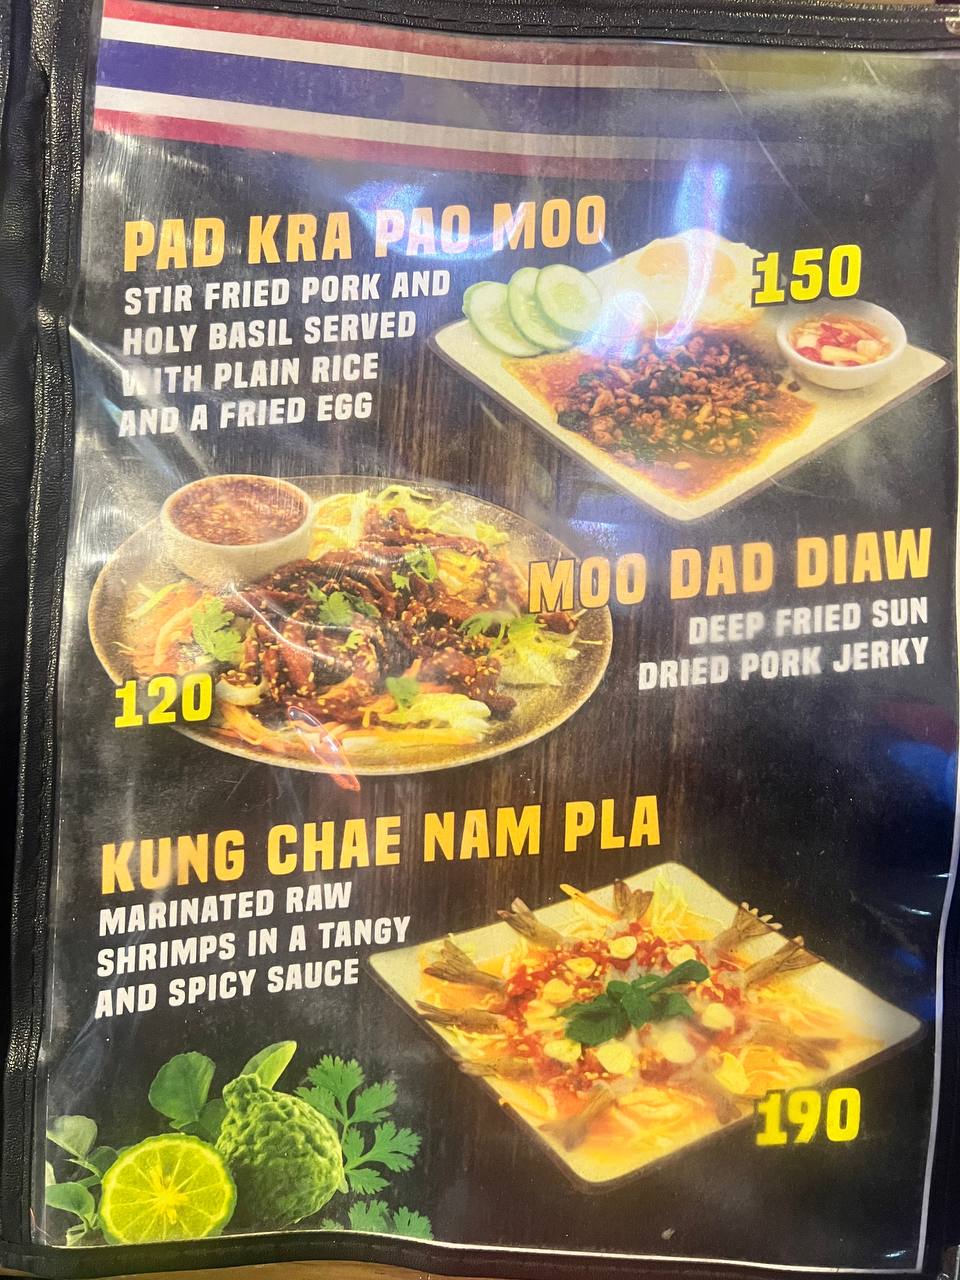 PAD KRA PAO MOO
STIR FRIED PORK AND
HOLY BASIL SERVED
WITH PLAIN RICE
AND A FRIED EGG
150
MOO DAD DIAW
DEEP FRIED SUN
DRIED PORK JERKY
120
KUNG CHAE NAM PLA
MARINATED RAW
SHRIMPS IN A TANGY
AND SPICY SAUCE
190